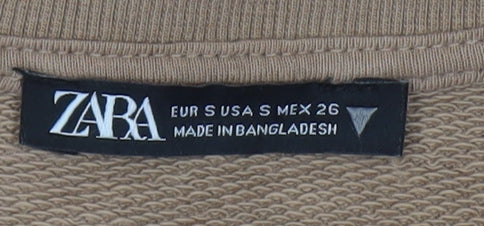 ZARA
EUR S USA S MEX 26
MADE IN BANGLADESH